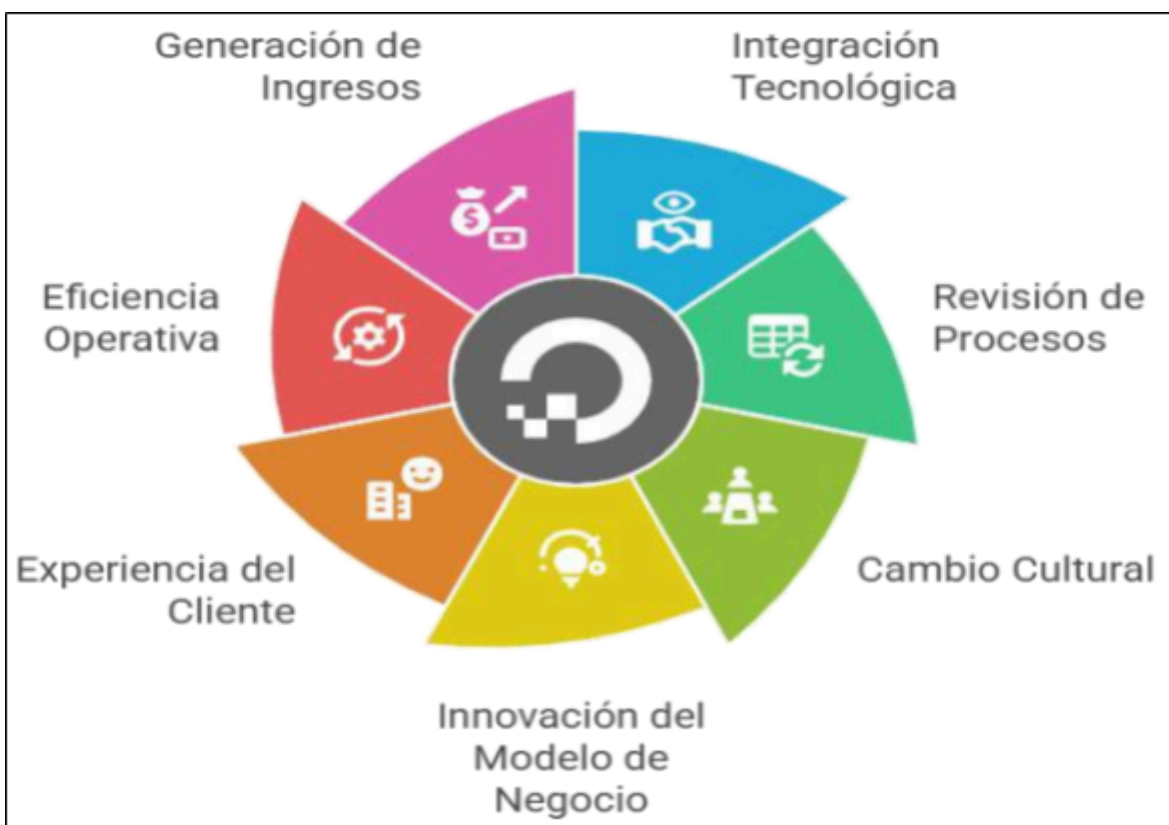 Generación de
Ingresos
Integración
Tecnológica
Eficiencia
Operativa
Revisión de
Procesos
Experiencia del
Cliente
Cambio Cultural
Innovación del
Modelo de
Negocio